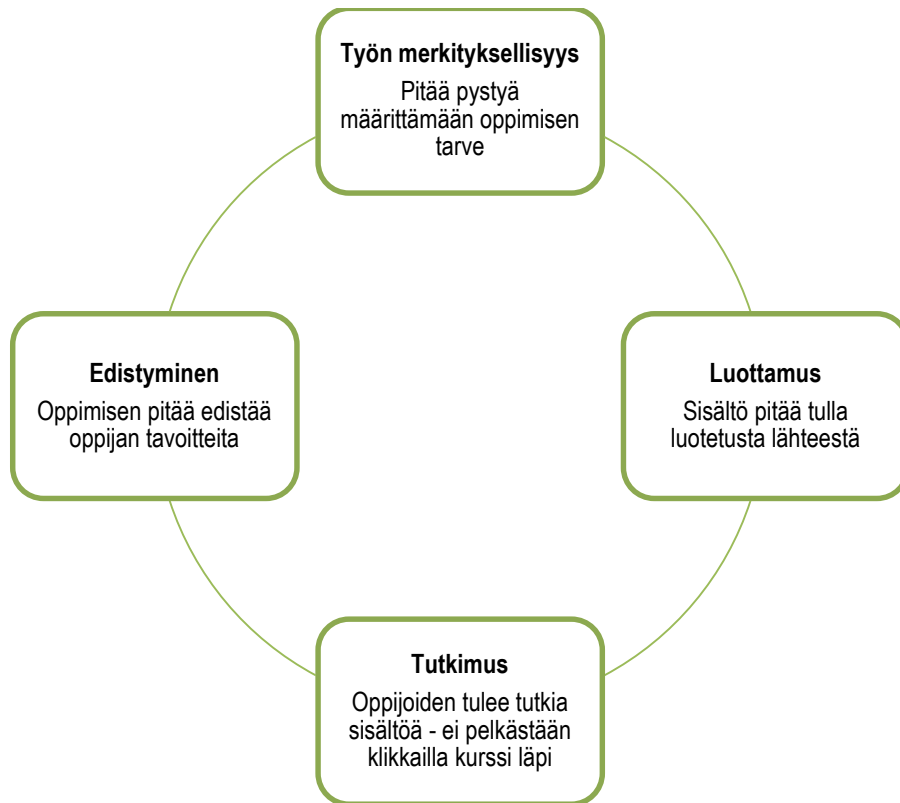 Työn merkityksellisyys
Pitää pystyä
määrittämään oppimisen
tarve
Edistyminen
Oppimisen pitää edistää
oppijan tavoitteita
Luottamus
Sisältö pitää tulla
luotetusta lähteestä
Tutkimus
Oppijoiden tulee tutkia
sisältöä - ei pelkästään
klikkailla kurssi läpi